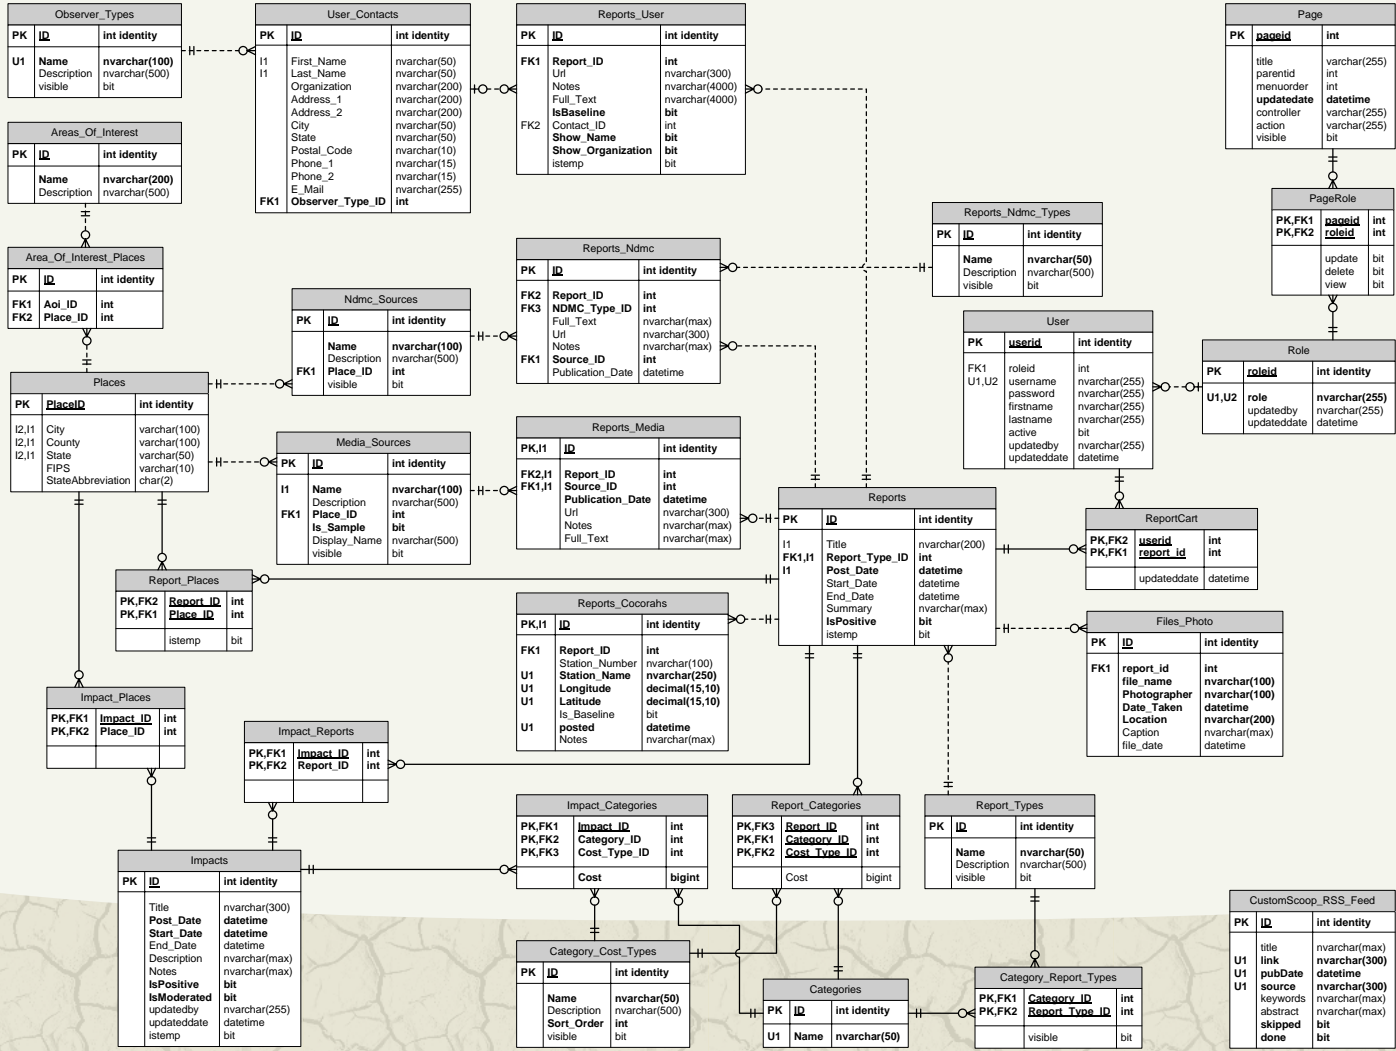 Observer_Types
PK ID int identity
U1 Name nvarchar(100)
Description nvarchar(500)
visible bit
User_Contacts
PK ID int identity
I1 First_Name nvarchar(50)
I1 Last_Name nvarchar(50)
Organization nvarchar(200)
Address_1 nvarchar(200)
Address_2 nvarchar(200)
City nvarchar(50)
State nvarchar(50)
Postal_Code nvarchar(10)
Phone_1 nvarchar(15)
Phone_2 nvarchar(15)
E_Mail nvarchar(255)
FK1 Observer_Type_ID int
Reports_User
PK ID int identity
FK1 Report_ID int
Url nvarchar(300)
Notes nvarchar(4000)
Full_Text nvarchar(4000)
IsBaseline bit
FK2 Contact_ID int
Show_Name bit
Show_Organization bit
istemp bit
Page
PK pageid int
title varchar(255)
parentid int
menuorder int
updatedate datetime
controller varchar(255)
action varchar(255)
visible bit
Areas_Of_Interest
PK ID int identity
Name nvarchar(200)
Description nvarchar(500)
PageRole
PK,FK1 pageid int
PK,FK2 roleid int
update bit
delete bit
view bit
Reports_Ndmc_Types
PK ID int identity
Name nvarchar(50)
Description nvarchar(500)
visible bit
Area_Of_Interest_Places
PK ID int identity
FK1 Aoi_ID int
FK2 Place_ID int
Reports_Ndmc
PK ID int identity
FK2 Report_ID int
FK3 NDMC_Type_ID int
Full_Text nvarchar(max)
Url nvarchar(300)
Notes nvarchar(max)
FK1 Source_ID int
Publication_Date datetime
Ndmc_Sources
PK ID int identity
Name nvarchar(100)
Description nvarchar(500)
FK1 Place_ID int
visible bit
User
PK userid int identity
FK1 roleid int
U1,U2 username nvarchar(255)
password nvarchar(255)
firstname nvarchar(255)
lastname nvarchar(255)
active bit
updatedby nvarchar(255)
updateddate datetime
Role
PK roleid int identity
U1,U2 role nvarchar(255)
updatedby nvarchar(255)
updateddate datetime
Places
PK PlaceID int identity
I2,I1 City varchar(100)
I2,I1 County varchar(100)
I2,I1 State varchar(50)
FIPS varchar(10)
StateAbbreviation char(2)
Media_Sources
PK ID int identity
I1 Name nvarchar(100)
Description nvarchar(500)
FK1 Place_ID int
Is_Sample bit
Display_Name nvarchar(500)
visible bit
Reports_Media
PK,I1 ID int identity
FK2,I1 Report_ID int
FK1,I1 Source_ID int
Publication_Date datetime
Url nvarchar(300)
Notes nvarchar(max)
Full_Text nvarchar(max)
Reports
PK ID int identity
I1 Title nvarchar(200)
FK1,I1 Report_Type_ID int
I1 Post_Date datetime
Start_Date datetime
End_Date datetime
Summary nvarchar(max)
IsPositive bit
istemp bit
ReportCart
PK,FK2 userid int
PK,FK1 report_id int
updateddate datetime
Report_Places
PK,FK2 Report_ID int
PK,FK1 Place_ID int
istemp bit
Reports_Cocorahs
PK,I1 ID int identity
FK1 Report_ID int
Station_Number nvarchar(100)
U1 Station_Name nvarchar(250)
U1 Longitude decimal(15,10)
U1 Latitude decimal(15,10)
Is_Baseline bit
U1 posted datetime
Notes nvarchar(max)
Files_Photo
PK ID int identity
FK1 report_id int
file_name nvarchar(100)
Photographer nvarchar(100)
Date_Taken datetime
Location nvarchar(200)
Caption nvarchar(max)
file_date datetime
Impact_Places
PK,FK1 Impact_ID int
PK,FK2 Place_ID int
Impact_Reports
PK,FK1 Impact_ID int
PK,FK2 Report_ID int
Impact_Categories
PK,FK1 Impact_ID int
PK,FK2 Category_ID int
PK,FK3 Cost_Type_ID int
Cost bigint
Report_Categories
PK,FK3 Report_ID int
PK,FK1 Category_ID int
PK,FK2 Cost_Type_ID int
Cost bigint
Report_Types
PK ID int identity
Name nvarchar(50)
Description nvarchar(500)
visible bit
Impacts
PK ID int identity
Title nvarchar(300)
Post_Date datetime
Start_Date datetime
End_Date datetime
Description nvarchar(max)
Notes nvarchar(max)
IsPositive bit
IsModerated bit
updatedby nvarchar(255)
updateddate datetime
istemp bit
CustomScoop_RSS_Feed
PK ID int identity
title nvarchar(max)
U1 link nvarchar(300)
U1 pubDate datetime
U1 source nvarchar(300)
keywords nvarchar(max)
abstract nvarchar(max)
skipped bit
done bit
Category_Cost_Types
PK ID int identity
Name nvarchar(50)
Description nvarchar(500)
Sort_Order int
visible bit
Categories
PK ID int identity
U1 Name nvarchar(50)
Category_Report_Types
PK,FK1 Category_ID int
PK,FK2 Report_Type_ID int
visible bit